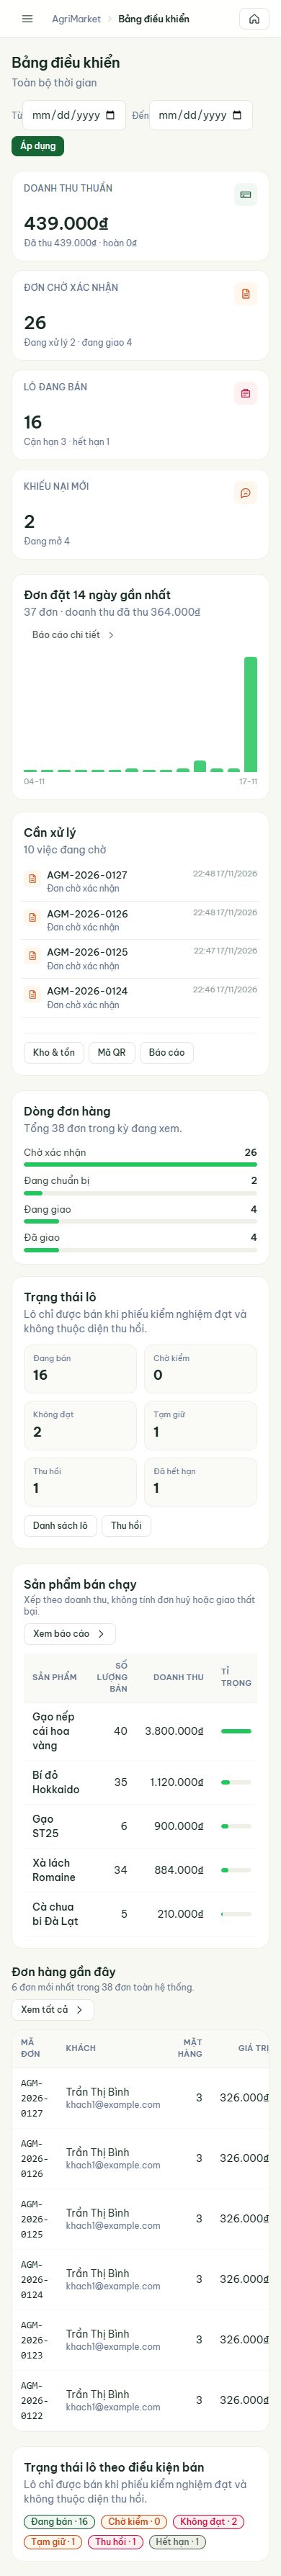 AgriMarket > Bảng điều khiển
Bảng điều khiển
Toàn bộ thời gian
Từ mm/dd/yyyy Đến mm/dd/yyyy
Áp dụng
DOANH THU THUẦN
439.000₫
Đã thu 439.000₫ · hoàn 0₫
ĐƠN CHỜ XÁC NHẬN
26
Đang xử lý 2 · đang giao 4
LÔ ĐANG BÁN
16
Cận hạn 3 · hết hạn 1
KHIẾU NẠI MỚI
2
Đang mở 4
Đơn đặt 14 ngày gần nhất
37 đơn · doanh thu đã thu 364.000₫
Báo cáo chi tiết
04-11 17-11
Cần xử lý
10 việc đang chờ
AGM-2026-0127 22:48 17/11/2026
Đơn chờ xác nhận
AGM-2026-0126 22:48 17/11/2026
Đơn chờ xác nhận
AGM-2026-0125 22:47 17/11/2026
Đơn chờ xác nhận
AGM-2026-0124 22:46 17/11/2026
Đơn chờ xác nhận
Kho & tồn Mã QR Báo cáo
Dòng đơn hàng
Tổng 38 đơn trong kỳ đang xem.
Chờ xác nhận 26
Đang chuẩn bị 2
Đang giao 4
Đã giao 4
Trạng thái lô
Lô chỉ được bán khi phiếu kiểm nghiệm đạt và
không thuộc diện thu hồi.
Đang bán Chờ kiểm
16 0
Không đạt Tạm giữ
2 1
Thu hồi Đã hết hạn
1 1
Danh sách lô Thu hồi
Sản phẩm bán chạy
Xếp theo doanh thu, không tính đơn huỷ hoặc giao thất
bại.
Xem báo cáo
SẢN PHẨM SỐ LƯỢNG BÁN DOANH THU TỈ TRỌNG
Gạo nếp cái hoa vàng 40 3.800.000₫
Bí đỏ Hokkaido 35 1.120.000₫
Gạo ST25 6 900.000₫
Xà lách Romaine 34 884.000₫
Cà chua bi Đà Lạt 5 210.000₫
Đơn hàng gần đây
6 đơn mới nhất trong 38 đơn toàn hệ thống.
Xem tất cả
MÃ ĐƠN KHÁCH MẶT HÀNG GIÁ TRỊ
AGM-2026-0127 Trần Thị Bình khach1@example.com 3 326.000₫
AGM-2026-0126 Trần Thị Bình khach1@example.com 3 326.000₫
AGM-2026-0125 Trần Thị Bình khach1@example.com 3 326.000₫
AGM-2026-0124 Trần Thị Bình khach1@example.com 3 326.000₫
AGM-2026-0123 Trần Thị Bình khach1@example.com 3 326.000₫
AGM-2026-0122 Trần Thị Bình khach1@example.com 3 326.000₫
Trạng thái lô theo điều kiện bán
Lô chỉ được bán khi phiếu kiểm nghiệm đạt và
không thuộc diện thu hồi.
Đang bán · 16 Chờ kiểm · 0 Không đạt · 2
Tạm giữ · 1 Thu hồi · 1 Hết hạn · 1